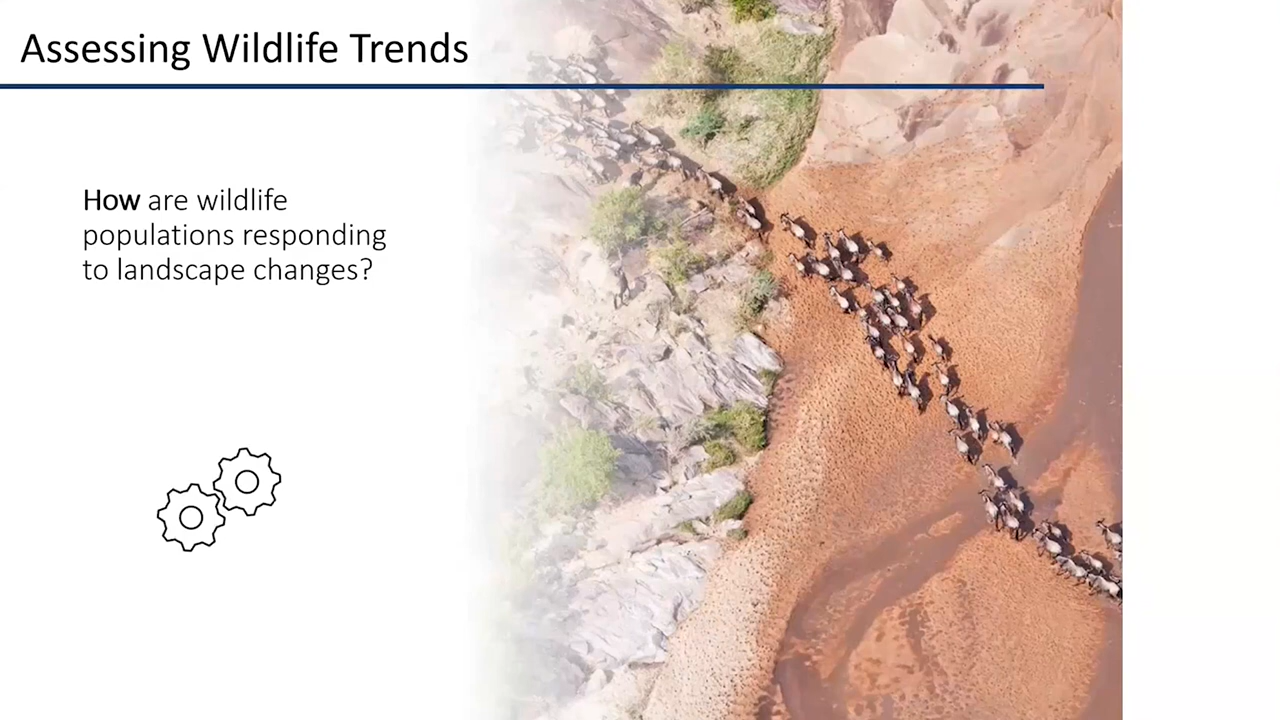 Assessing Wildlife Trends
How are wildlife
populations responding
to landscape changes?